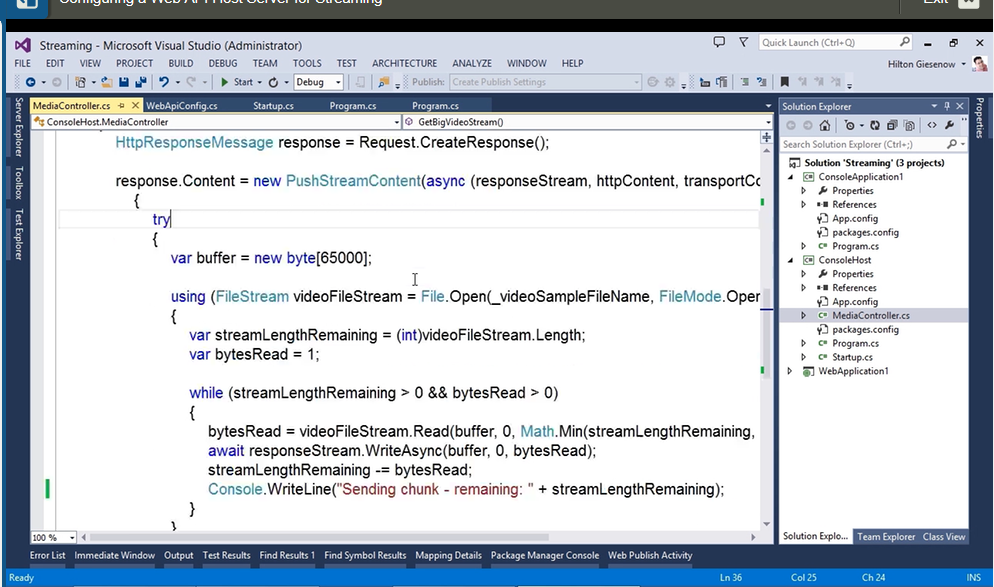 Configuring a Web API Host Server for Streaming
Exit
Streaming - Microsoft Visual Studio (Administrator)
Quick Launch (Ctrl+Q)
FILE EDIT VIEW PROJECT BUILD DEBUG TEAM TOOLS TEST ARCHITECTURE ANALYZE WINDOW HELP
Hilton Giesenow
Start
Debug
Publish: Create Publish Settings
Server Explorer
Toolbox
Test Explorer
MediaController.cs WebApiConfig.cs Startup.cs Program.cs Program.cs
ConsoleHost.MediaController GetBigVideoStream()
HttpResponseMessage response = Request.CreateResponse();
response.Content = new PushStreamContent(async (responseStream, httpContent, transportCo
{
try
{
var buffer = new byte[65000];
using (FileStream videoFileStream = File.Open(_videoSampleFileName, FileMode.Open
{
var streamLengthRemaining = (int)videoFileStream.Length;
var bytesRead = 1;
while (streamLengthRemaining > 0 && bytesRead > 0)
{
bytesRead = videoFileStream.Read(buffer, 0, Math.Min(streamLengthRemaining,
await responseStream.WriteAsync(buffer, 0, bytesRead);
streamLengthRemaining -= bytesRead;
Console.WriteLine("Sending chunk - remaining: " + streamLengthRemaining);
}
}
100 %
Solution Explorer
Search Solution Explorer (Ctrl+;)
Solution 'Streaming' (3 projects)
ConsoleApplication1
Properties
References
App.config
packages.config
Program.cs
ConsoleHost
Properties
References
App.config
MediaController.cs
packages.config
Program.cs
Startup.cs
WebApplication1
Solution Explo... Team Explorer Class View
Properties
Error List Immediate Window Output Test Results Find Results 1 Find Symbol Results Mapping Details Package Manager Console Web Publish Activity
Ready Ln 36 Col 25 Ch 24 INS